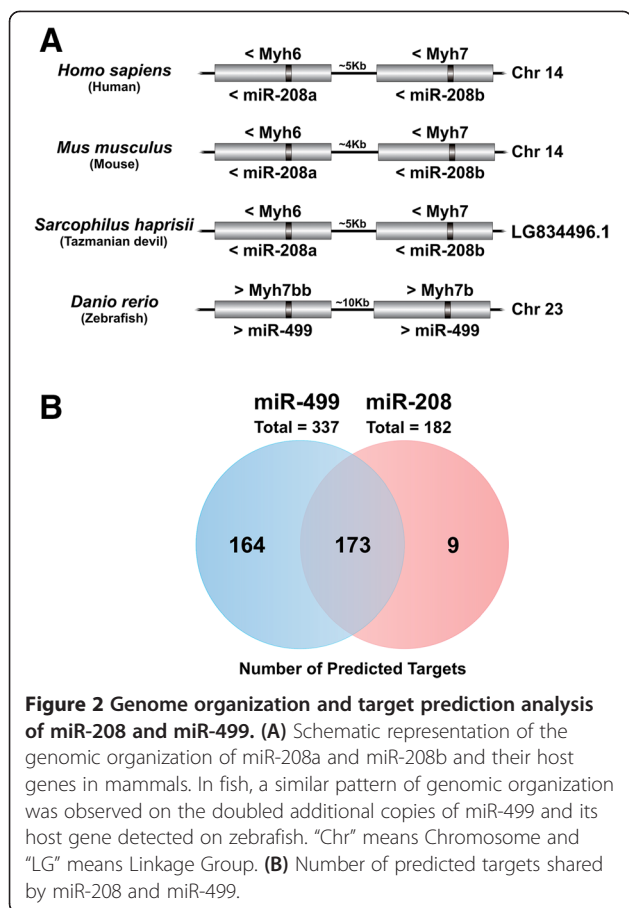 A
Homo sapiens
(Human)
< Myh6
~5Kb
< Myh7
< miR-208a
< miR-208b
Chr 14
Mus musculus
(Mouse)
< Myh6
~4Kb
< Myh7
< miR-208a
< miR-208b
Chr 14
Sarcophilus haprisii
(Tazmanian devil)
< Myh6
~5Kb
< Myh7
< miR-208a
< miR-208b
LG834496.1
Danio rerio
(Zebrafish)
> Myh7bb
~10Kb
> Myh7b
> miR-499
> miR-499
Chr 23
B
miR-499
Total = 337
miR-208
Total = 182
164
173
9
Number of Predicted Targets
Figure 2 Genome organization and target prediction analysis
of miR-208 and miR-499. (A) Schematic representation of the
genomic organization of miR-208a and miR-208b and their host
genes in mammals. In fish, a similar pattern of genomic organization
was observed on the doubled additional copies of miR-499 and its
host gene detected on zebrafish. “Chr” means Chromosome and
“LG” means Linkage Group. (B) Number of predicted targets shared
by miR-208 and miR-499.